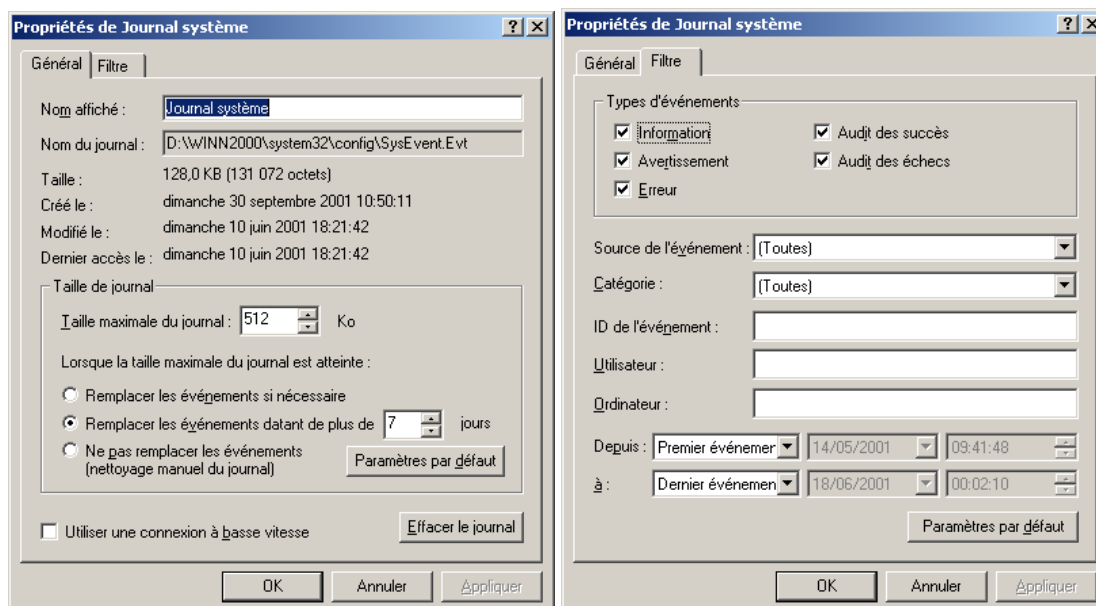 Propriétés de Journal système
Général
Filtre
Nom affiché :
Journal système
Nom du journal :
D:\WINN2000\system32\config\SysEvent.Evt
Taille :
128,0 KB (131 072 octets)
Créé le :
dimanche 30 septembre 2001 10:50:11
Modifié le :
dimanche 10 juin 2001 18:21:42
Dernier accès le :
dimanche 10 juin 2001 18:21:42
Taille de journal
Taille maximale du journal :
512
Ko
Lorsque la taille maximale du journal est atteinte :
Remplacer les événements si nécessaire
Remplacer les événements datant de plus de
7
jours
Ne pas remplacer les événements
(nettoyage manuel du journal)
Paramètres par défaut
Utiliser une connexion à basse vitesse
Effacer le journal
OK
Annuler
Appliquer
Propriétés de Journal système
Général
Filtre
Types d'événements
Information
Audit des succès
Avertissement
Audit des échecs
Erreur
Source de l'événement :
(Toutes)
Catégorie :
(Toutes)
ID de l'événement :
Utilisateur :
Ordinateur :
Depuis :
Premier événemer
14/05/2001
09:41:48
à :
Dernier événemen
18/06/2001
00:02:10
Paramètres par défaut
OK
Annuler
Appliquer